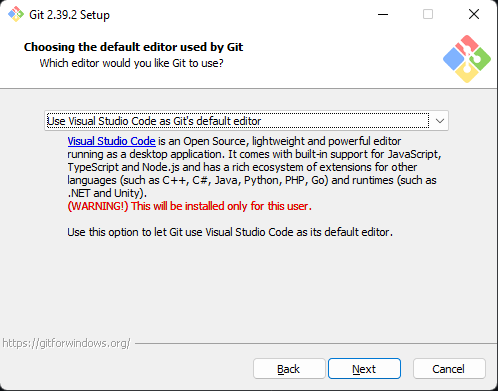 Git 2.39.2 Setup
Choosing the default editor used by Git
Which editor would you like Git to use?
Use Visual Studio Code as Git's default editor
Visual Studio Code is an Open Source, lightweight and powerful editor
running as a desktop application. It comes with built-in support for JavaScript,
TypeScript and Node.js and has a rich ecosystem of extensions for other
languages (such as C++, C#, Java, Python, PHP, Go) and runtimes (such as
.NET and Unity).
(WARNING!) This will be installed only for this user.
Use this option to let Git use Visual Studio Code as its default editor.
https://gitforwindows.org/
Back Next Cancel